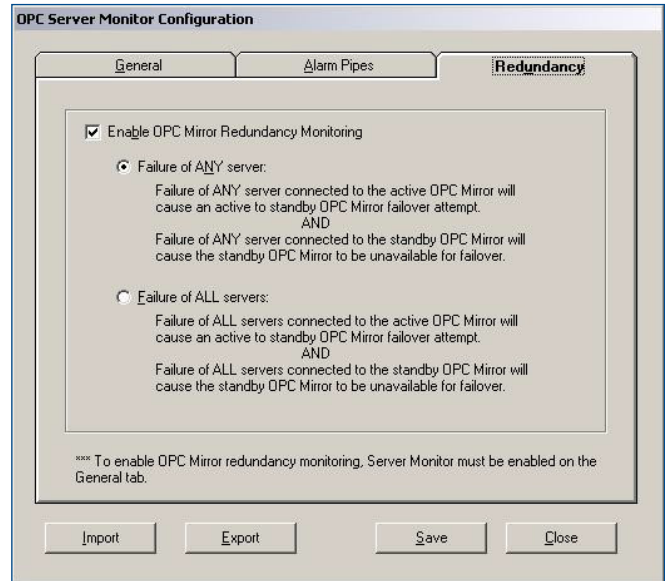 OPC Server Monitor Configuration
General
Alarm Pipes
Redundancy
Enable OPC Mirror Redundancy Monitoring
Failure of ANY server:
Failure of ANY server connected to the active OPC Mirror will
cause an active to standby OPC Mirror failover attempt.
AND
Failure of ANY server connected to the standby OPC Mirror will
cause the standby OPC Mirror to be unavailable for failover.
Failure of ALL servers:
Failure of ALL servers connected to the active OPC Mirror will
cause an active to standby OPC Mirror failover attempt.
AND
Failure of ALL servers connected to the standby OPC Mirror will
cause the standby OPC Mirror to be unavailable for failover.
*** To enable OPC Mirror redundancy monitoring, Server Monitor must be enabled on the
General tab.
Import
Export
Save
Close